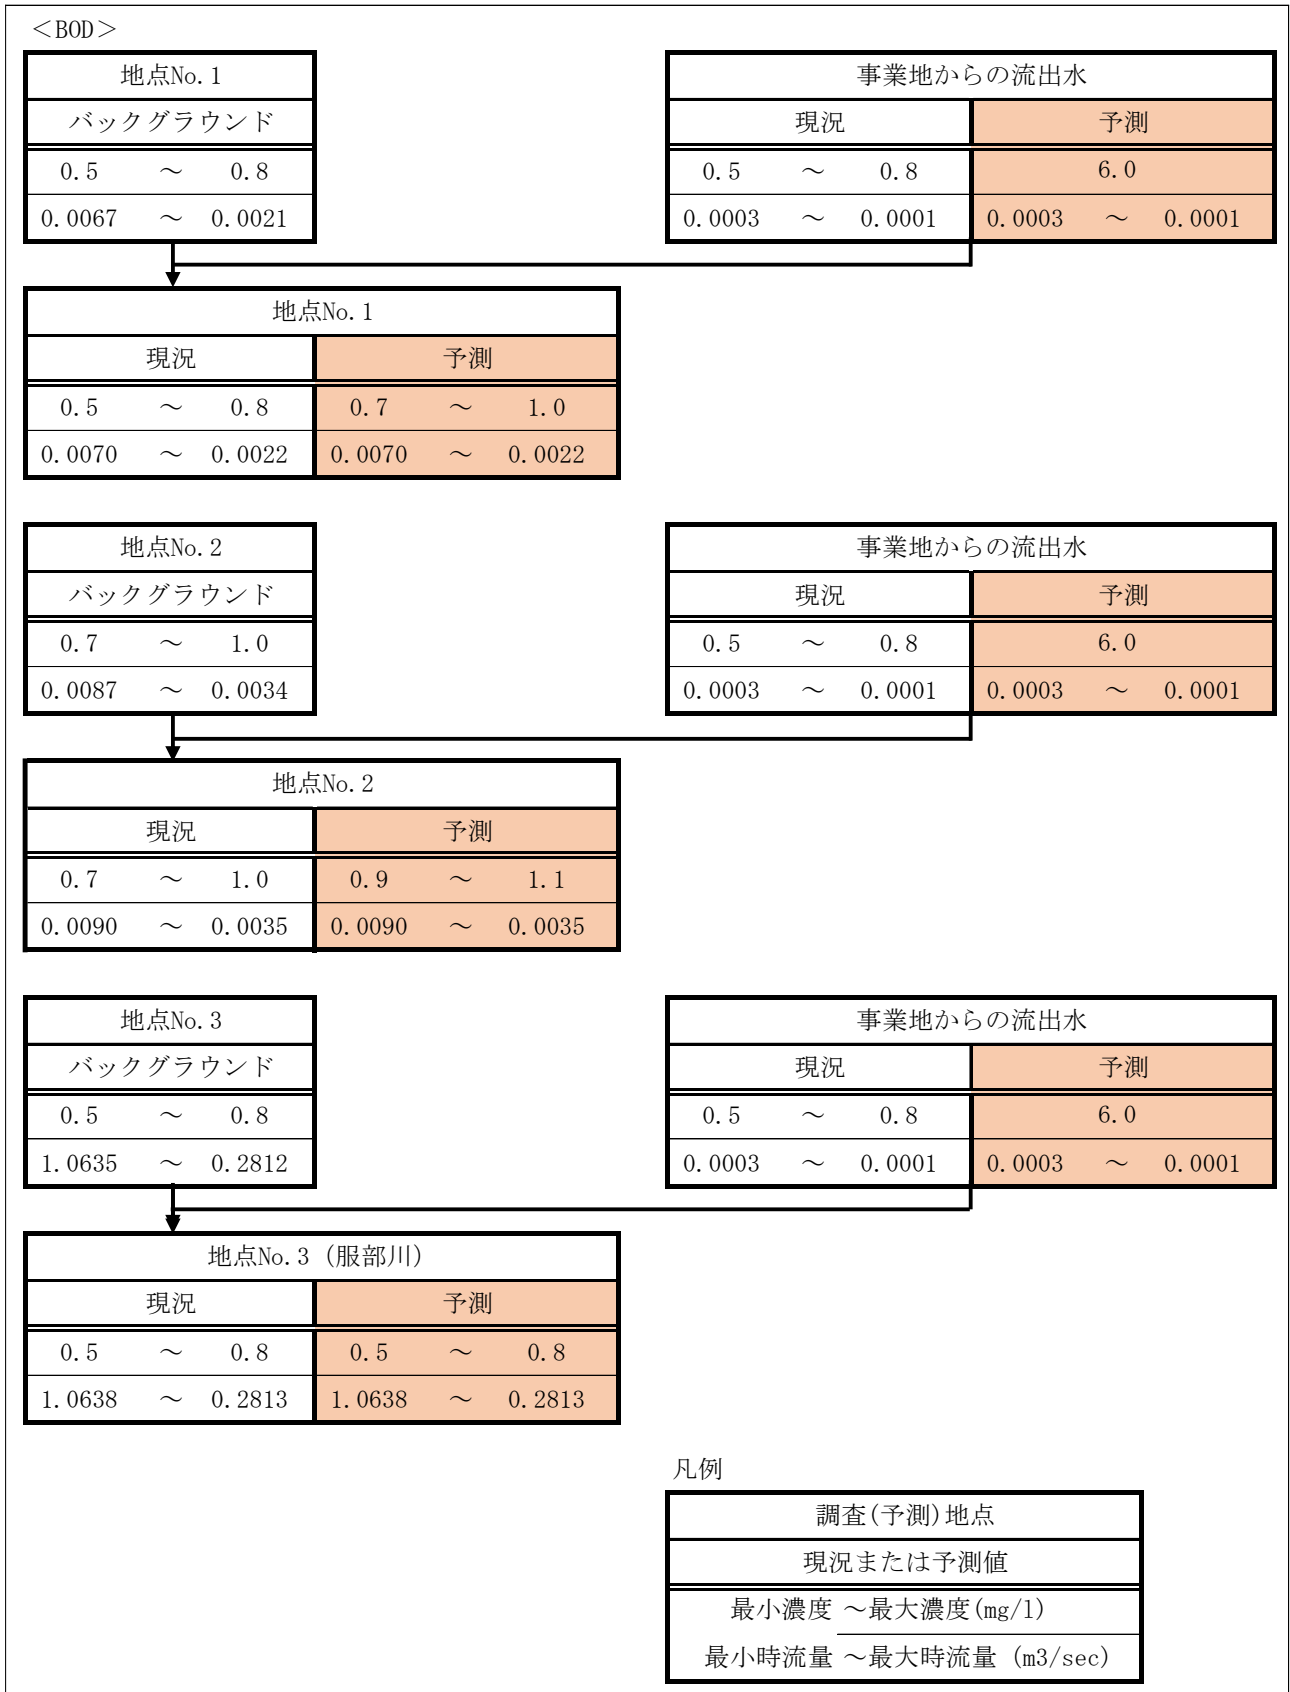 ＜BOD＞
地点No.1 事業地からの流出水
バックグラウンド 現況 予測
0.5 ～ 0.8 0.5 ～ 0.8 6.0
0.0067 ～ 0.0021 0.0003 ～ 0.0001 0.0003 ～ 0.0001
地点No.1
現況 予測
0.5 ～ 0.8 0.7 ～ 1.0
0.0070 ～ 0.0022 0.0070 ～ 0.0022
地点No.2 事業地からの流出水
バックグラウンド 現況 予測
0.7 ～ 1.0 0.5 ～ 0.8 6.0
0.0087 ～ 0.0034 0.0003 ～ 0.0001 0.0003 ～ 0.0001
地点No.2
現況 予測
0.7 ～ 1.0 0.9 ～ 1.1
0.0090 ～ 0.0035 0.0090 ～ 0.0035
地点No.3 事業地からの流出水
バックグラウンド 現況 予測
0.5 ～ 0.8 0.5 ～ 0.8 6.0
1.0635 ～ 0.2812 0.0003 ～ 0.0001 0.0003 ～ 0.0001
地点No.3（服部川）
現況 予測
0.5 ～ 0.8 0.5 ～ 0.8
1.0638 ～ 0.2813 1.0638 ～ 0.2813
凡例
調査(予測)地点
現況または予測値
最小濃度 ～最大濃度(mg/l)
最小時流量 ～最大時流量 (m3/sec)